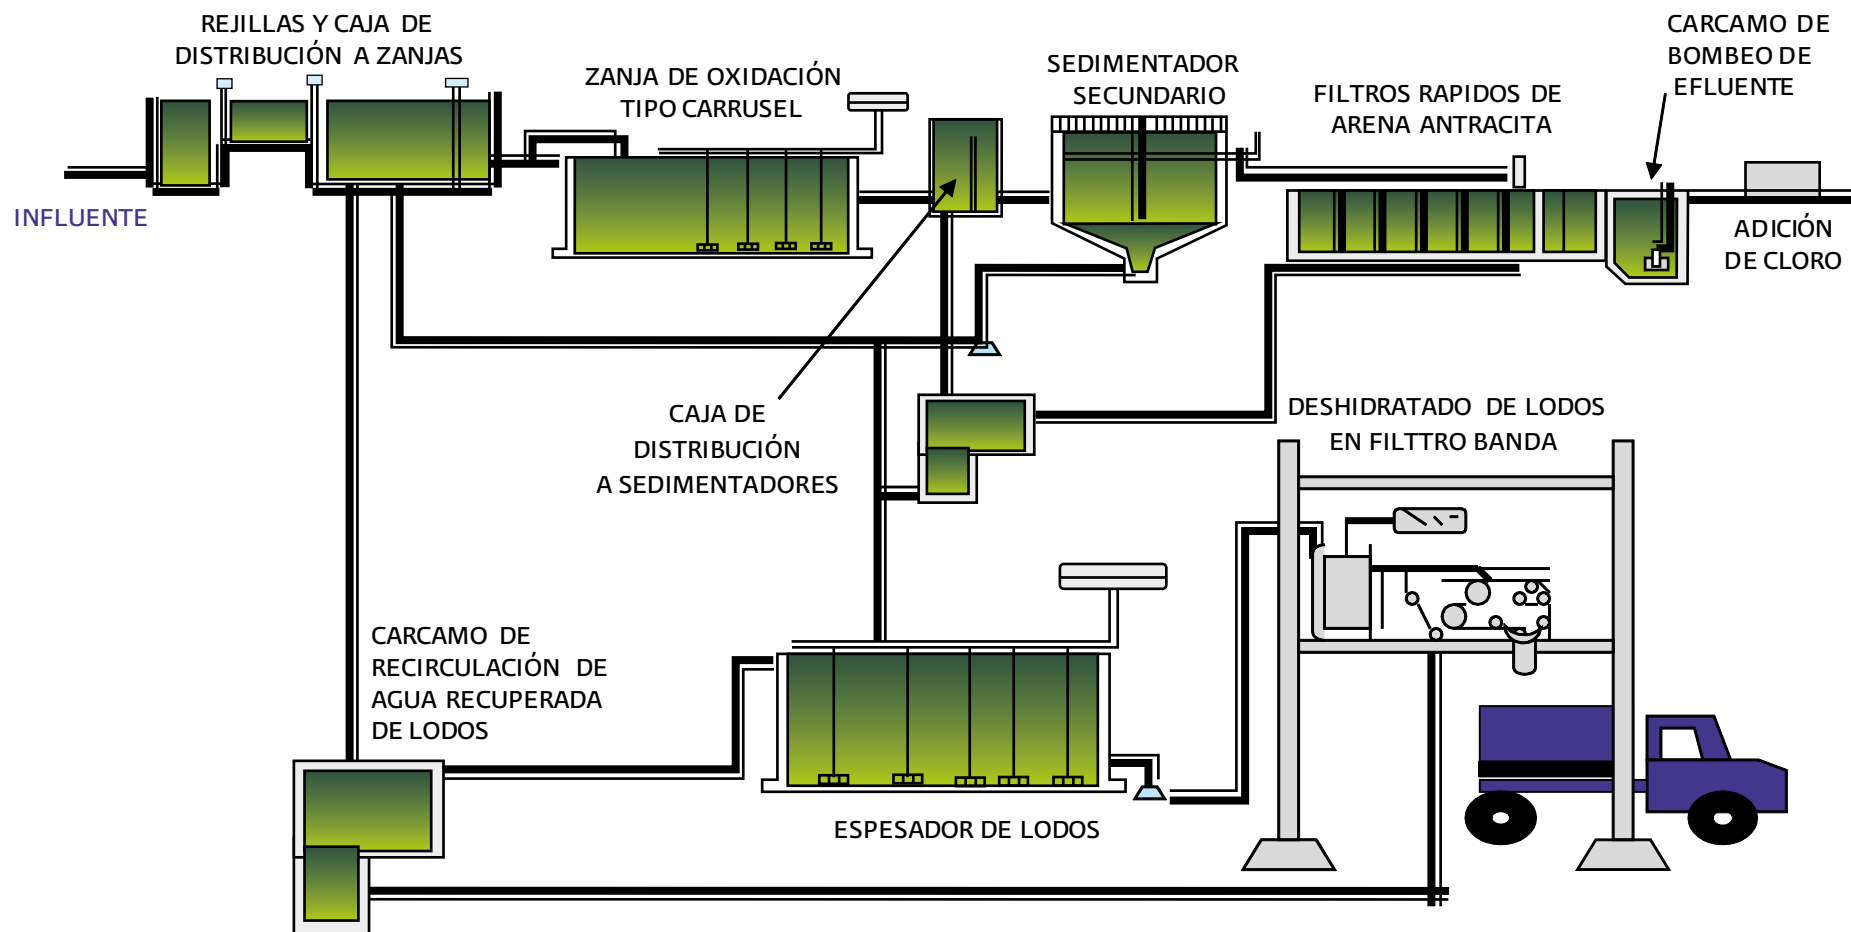 REJILLAS Y CAJA DE
DISTRIBUCIÓN A ZANJAS
ZANJA DE OXIDACIÓN
TIPO CARRUSEL
SEDIMENTADOR
SECUNDARIO
FILTROS RAPIDOS DE
ARENA ANTRACITA
CARCAMO DE
BOMBEO DE
EFLUENTE
INFLUENTE
ADICIÓN
DE CLORO
CAJA DE
DISTRIBUCIÓN
A SEDIMENTADORES
DESHIDRATADO DE LODOS
EN FILTTRO BANDA
CARCAMO DE
RECIRCULACIÓN DE
AGUA RECUPERADA
DE LODOS
ESPESADOR DE LODOS